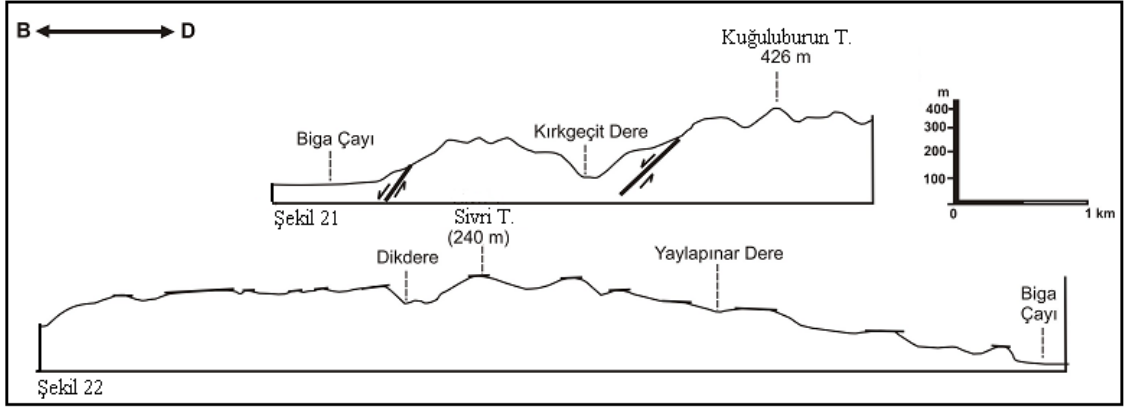 B D
Kuğuluburun T.
426 m
Biga Çayı
Kırkgeçit Dere
m
400
300
200
100
0 1 km
Şekil 21
Sivri T.
(240 m)
Dikdere
Yaylapınar Dere
Biga
Çayı
Şekil 22